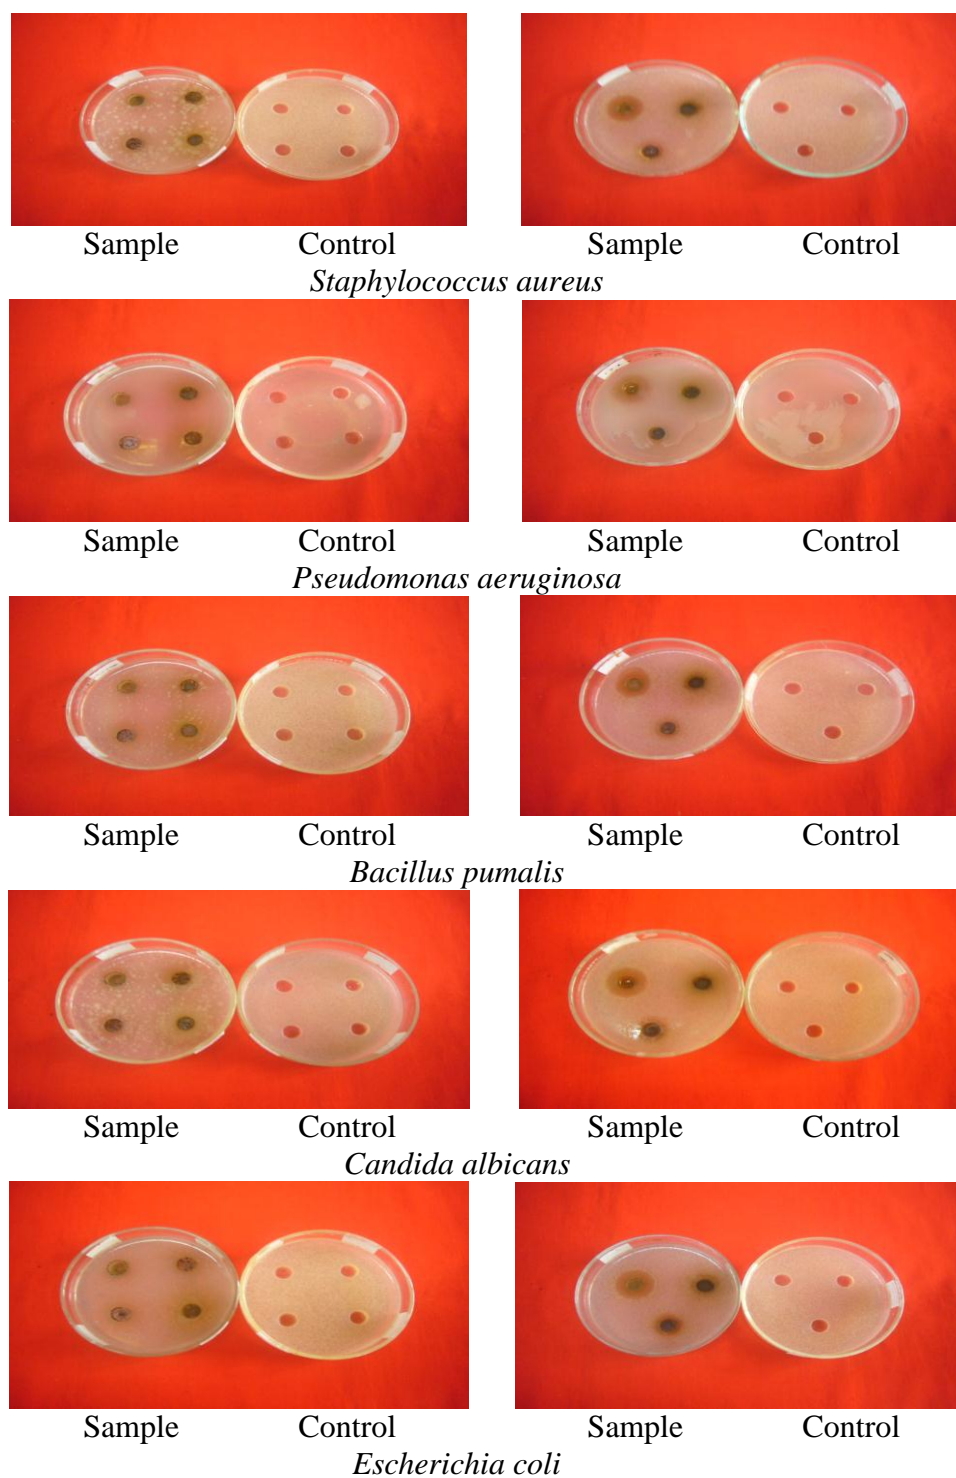 Sample Control Sample Control
Staphylococcus aureus
Sample Control Sample Control
Pseudomonas aeruginosa
Sample Control Sample Control
Bacillus pumalis
Sample Control Sample Control
Candida albicans
Sample Control Sample Control
Escherichia coli